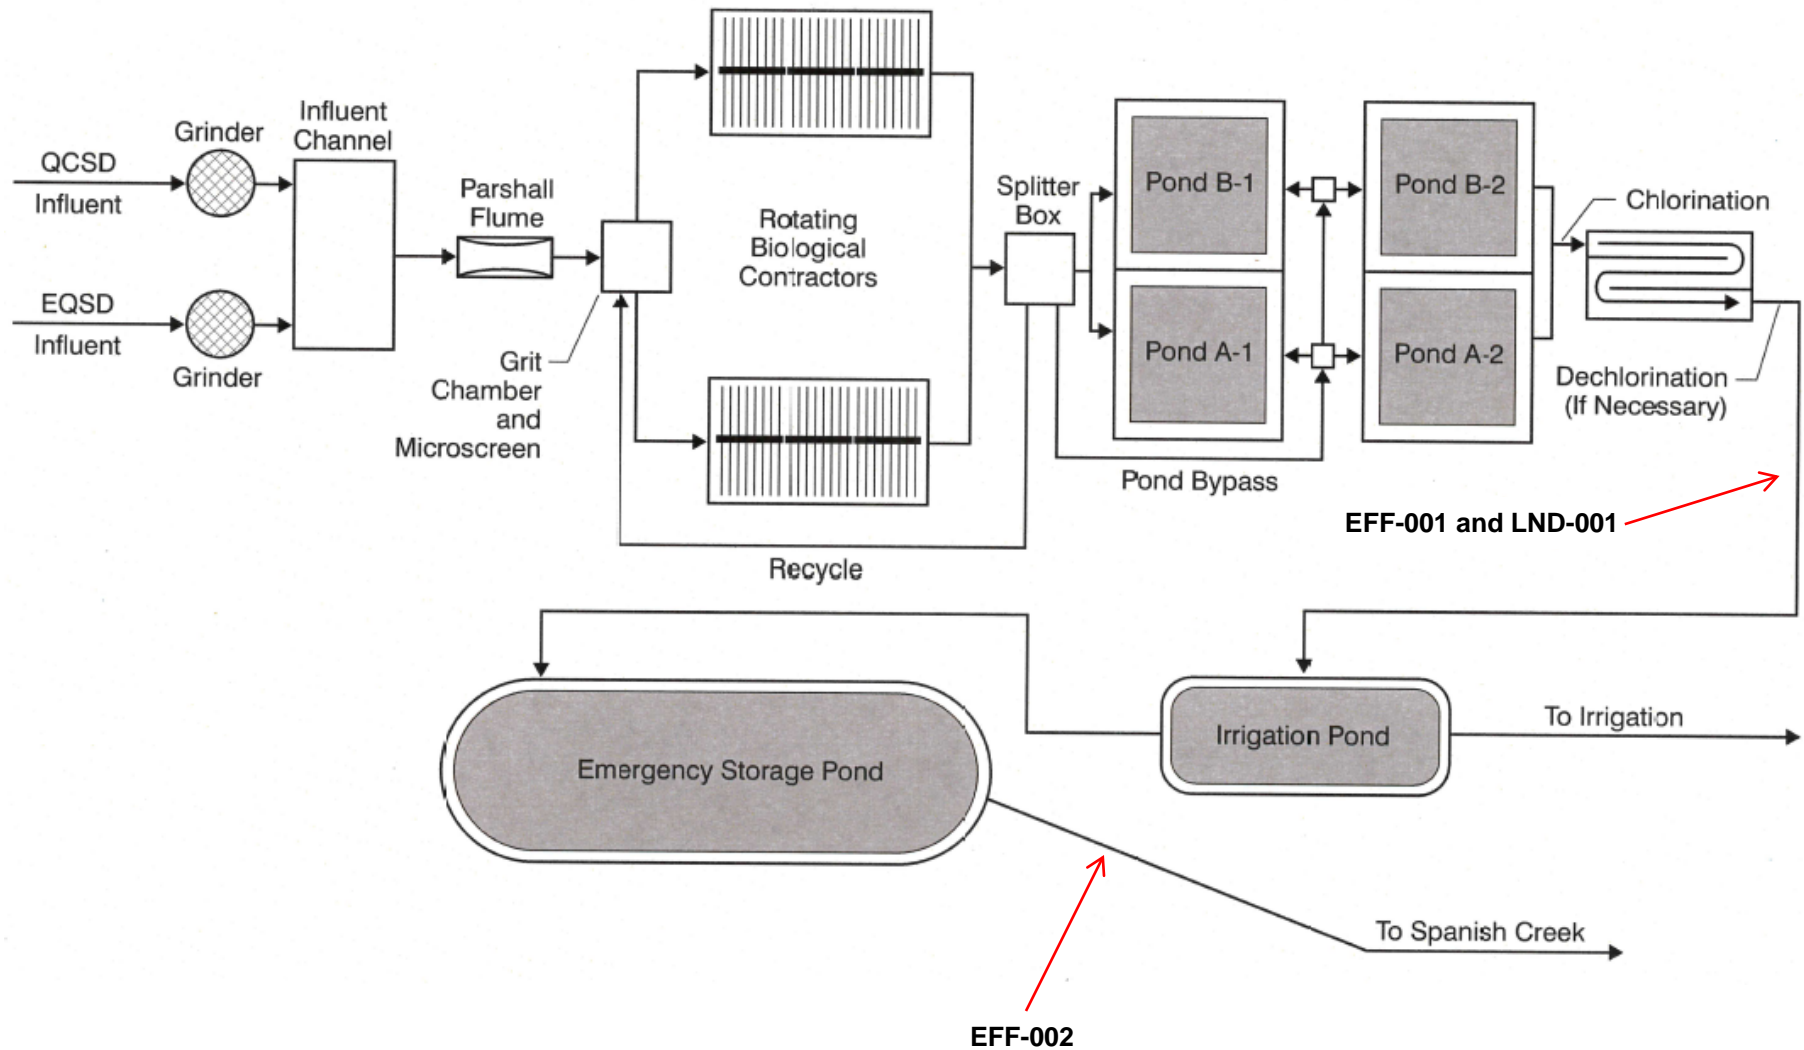 QCSD
Influent
EQSD
Influent
Grinder
Grinder
Influent
Channel
Parshall
Flume
Grit
Chamber
and
Microscreen
Rotating
Biological
Contractors
Recycle
Splitter
Box
Pond B-1
Pond A-1
Pond Bypass
Pond B-2
Pond A-2
Chlorination
Dechlorination
(If Necessary)
EFF-001 and LND-001
Irrigation Pond
To Irrigation
Emergency Storage Pond
To Spanish Creek
EFF-002